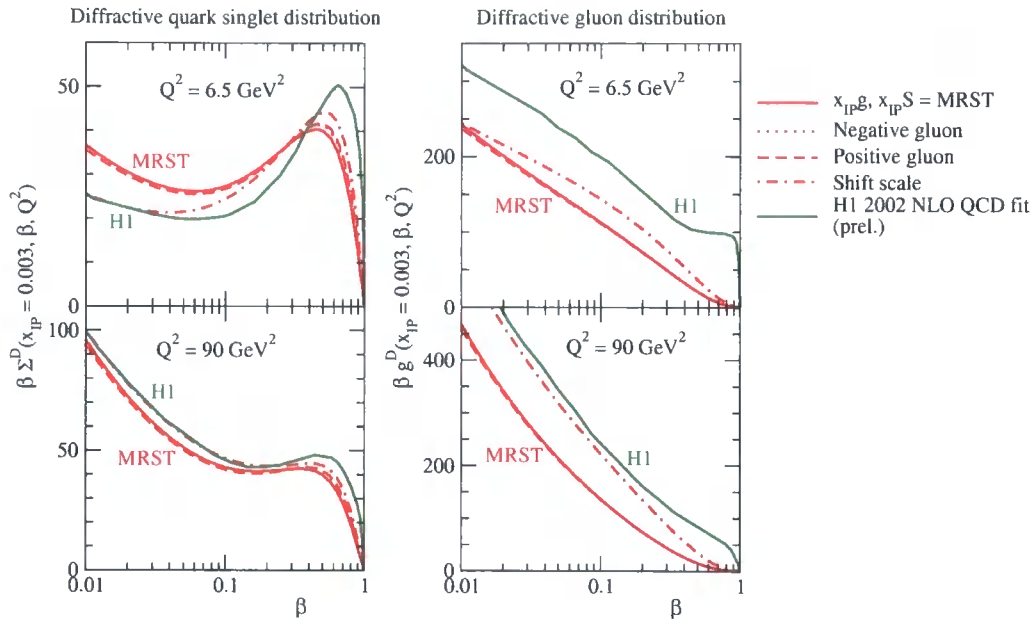 Diffractive quark singlet distribution
Diffractive gluon distribution
Q² = 6.5 GeV²
Q² = 6.5 GeV²
50
0
200
0
MRST
H1
H1
β Σᴰ(x_IP = 0.003, β, Q²)
β gᴰ(x_IP = 0.003, β, Q²)
x_IPg, x_IPS = MRST
Negative gluon
Positive gluon
Shift scale
H1 2002 NLO QCD fit
(prel.)
Q² = 90 GeV²
Q² = 90 GeV²
100
50
0
400
200
0
H1
MRST
MRST
H1
0.01
0.1
1
β
0.01
0.1
1
β